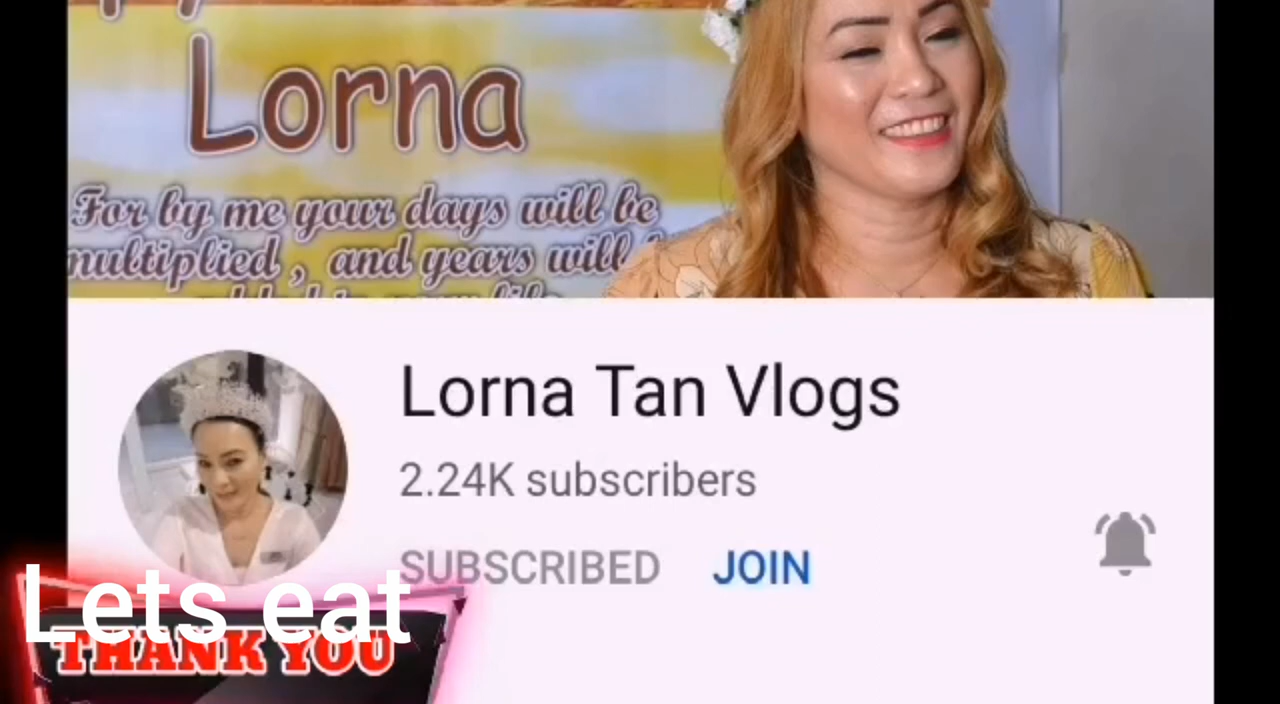 Lorna
For by me your days will be
multiplied , and years will
Lorna Tan Vlogs
2.24K subscribers
SUBSCRIBED JOIN
Lets eat
THANK YOU